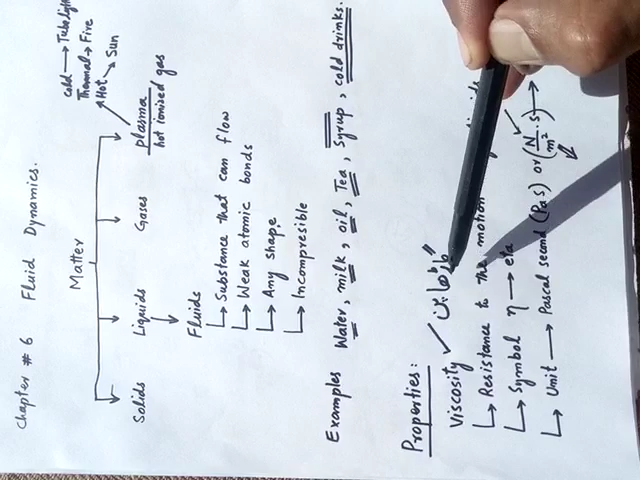 Chapter # 6 Fluid Dynamics.
Matter
Solids Liquids Gases Plasma
hot ionized gas
cold → Tubelight
Thermal → Fire
Hot → Sun
Fluids
Substance that can flow
Weak atomic bonds
Any shape
Incompresible
Examples Water, milk, oil, Tea, Syrup, cold drinks.
Properties:
Viscosity ✓
Resistance to the motion
Symbol η → eta
Unit → Pascal second (Pa s) or (N/m² . s)